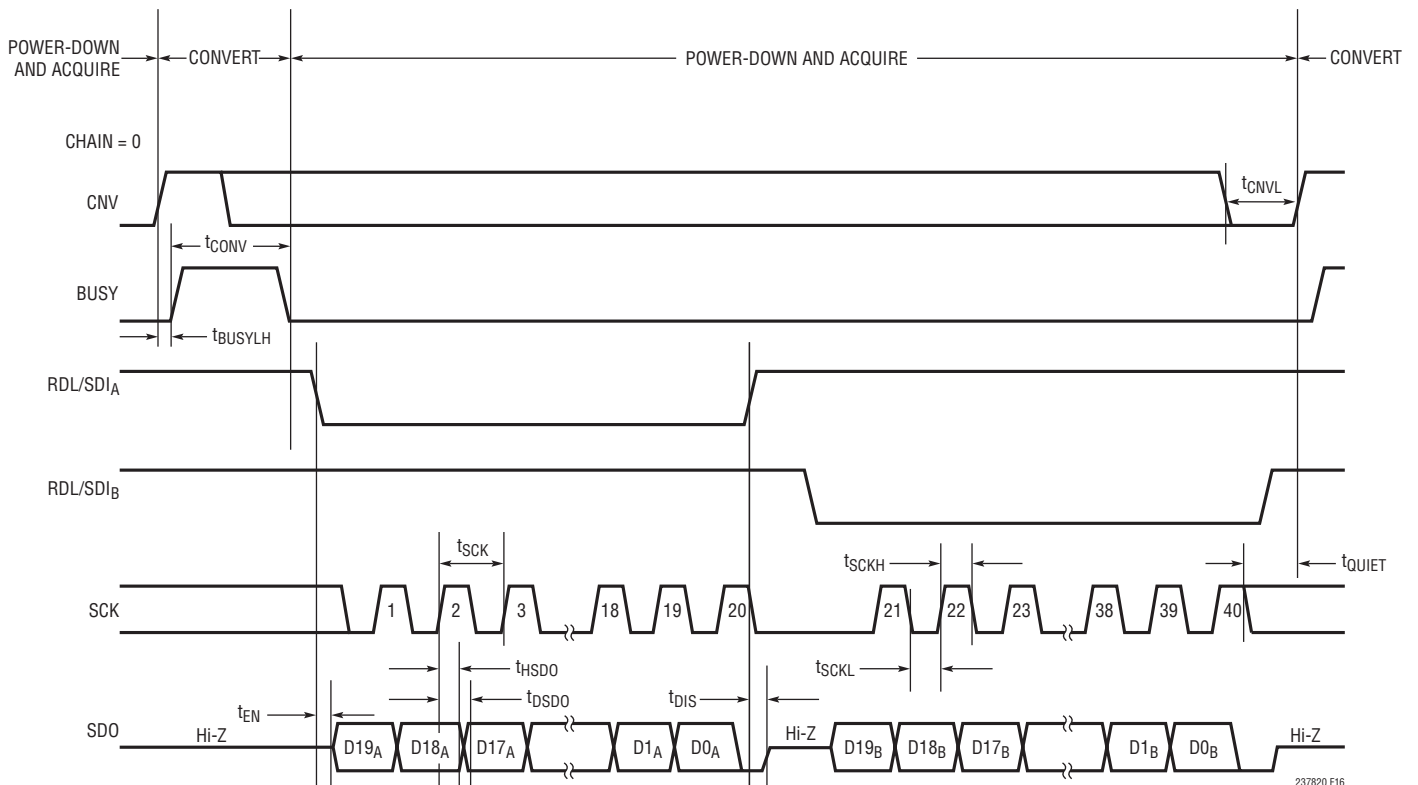 POWER-DOWN
AND ACQUIRE
CONVERT
POWER-DOWN AND ACQUIRE
CONVERT
CHAIN = 0
CNV
tCNVL
tCONV
BUSY
tBUSYLH
RDL/SDIA
RDL/SDIB
tSCK
tSCKH
tQUIET
SCK
1 2 3 18 19 20 21 22 23 38 39 40
tHSDO
tSCKL
tDSDO
tDIS
tEN
SDO
Hi-Z D19A D18A D17A D1A D0A Hi-Z D19B D18B D17B D1B D0B Hi-Z
237820 F16